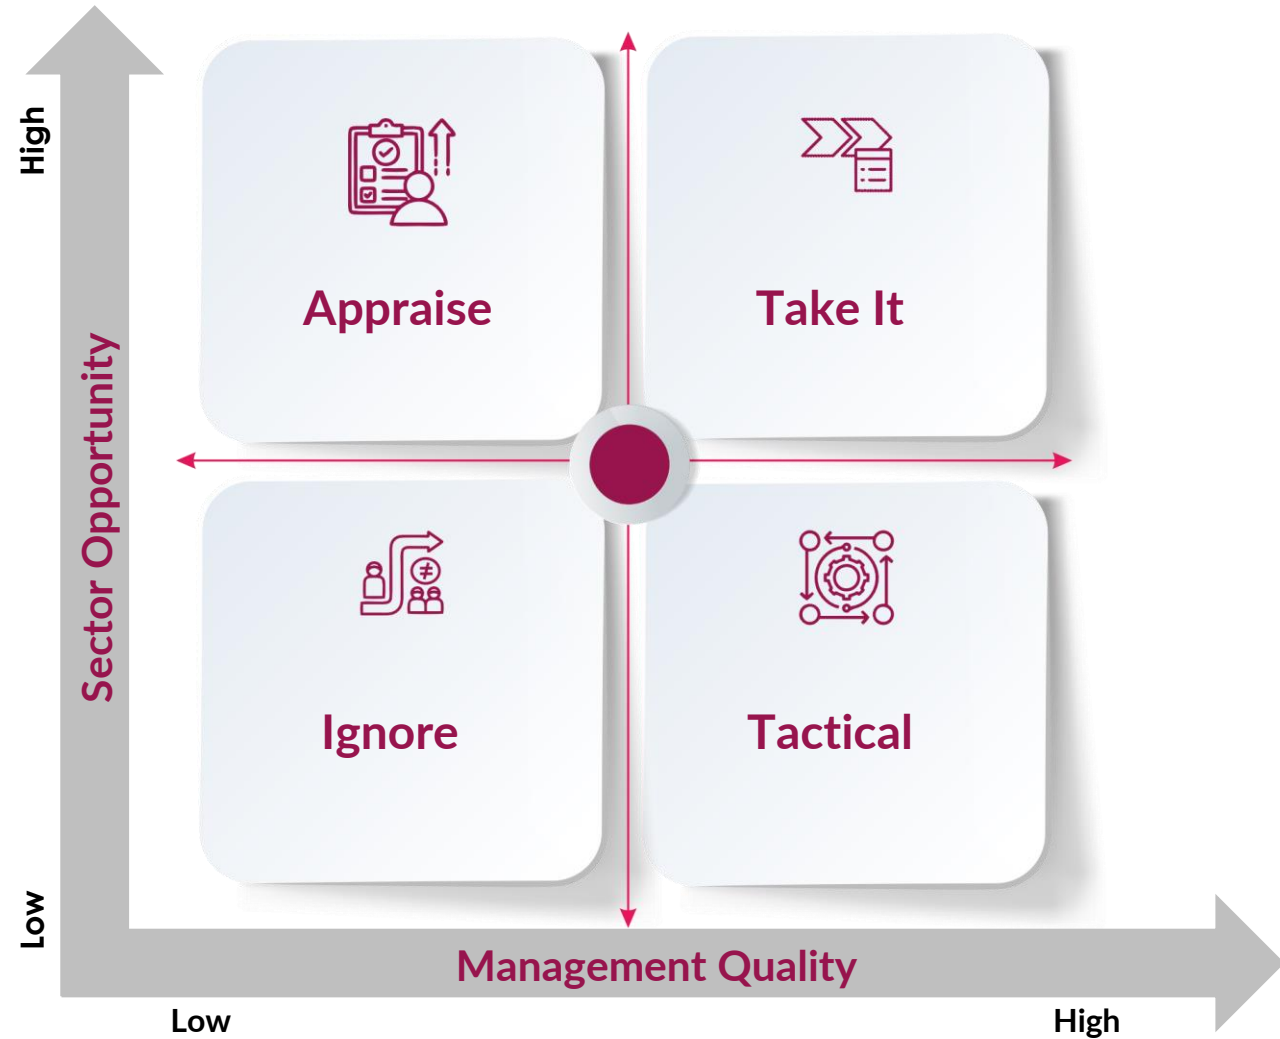 High
Appraise
Take It
Sector Opportunity
Ignore
Tactical
Low
Management Quality
Low
High